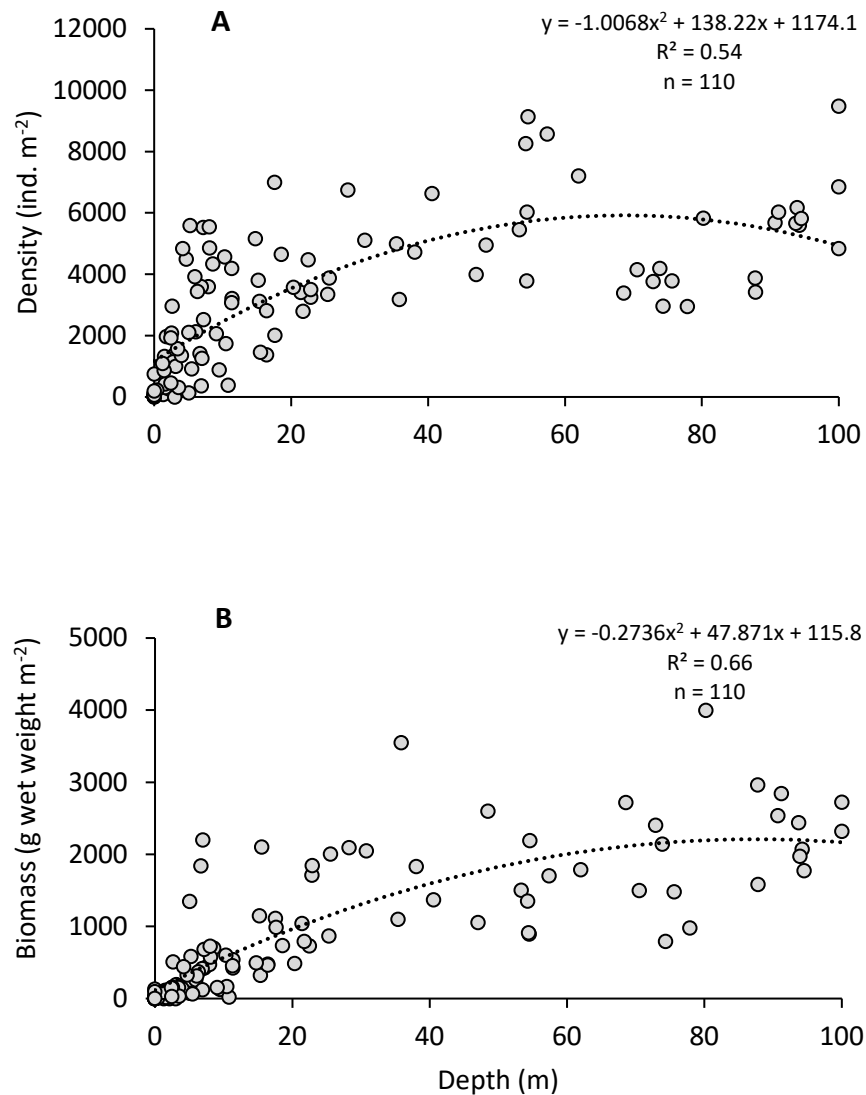 A
y = -1.0068x² + 138.22x + 1174.1
R² = 0.54
n = 110
12000
10000
8000
6000
4000
2000
0
Density (ind. m⁻²)
0 20 40 60 80 100
B
y = -0.2736x² + 47.871x + 115.8
R² = 0.66
n = 110
5000
4000
3000
2000
1000
0
Biomass (g wet weight m⁻²)
0 20 40 60 80 100
Depth (m)